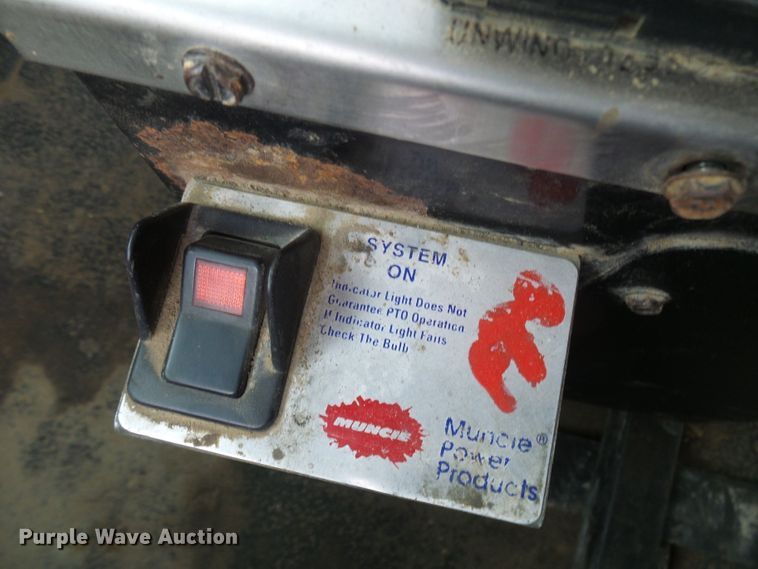 SYSTEM
ON
Indicator Light Does Not
Guarantee PTO Operation
If Indicator Light Fails
Check The Bulb
MUNCIE
Muncie®
Power
Products
Purple Wave Auction